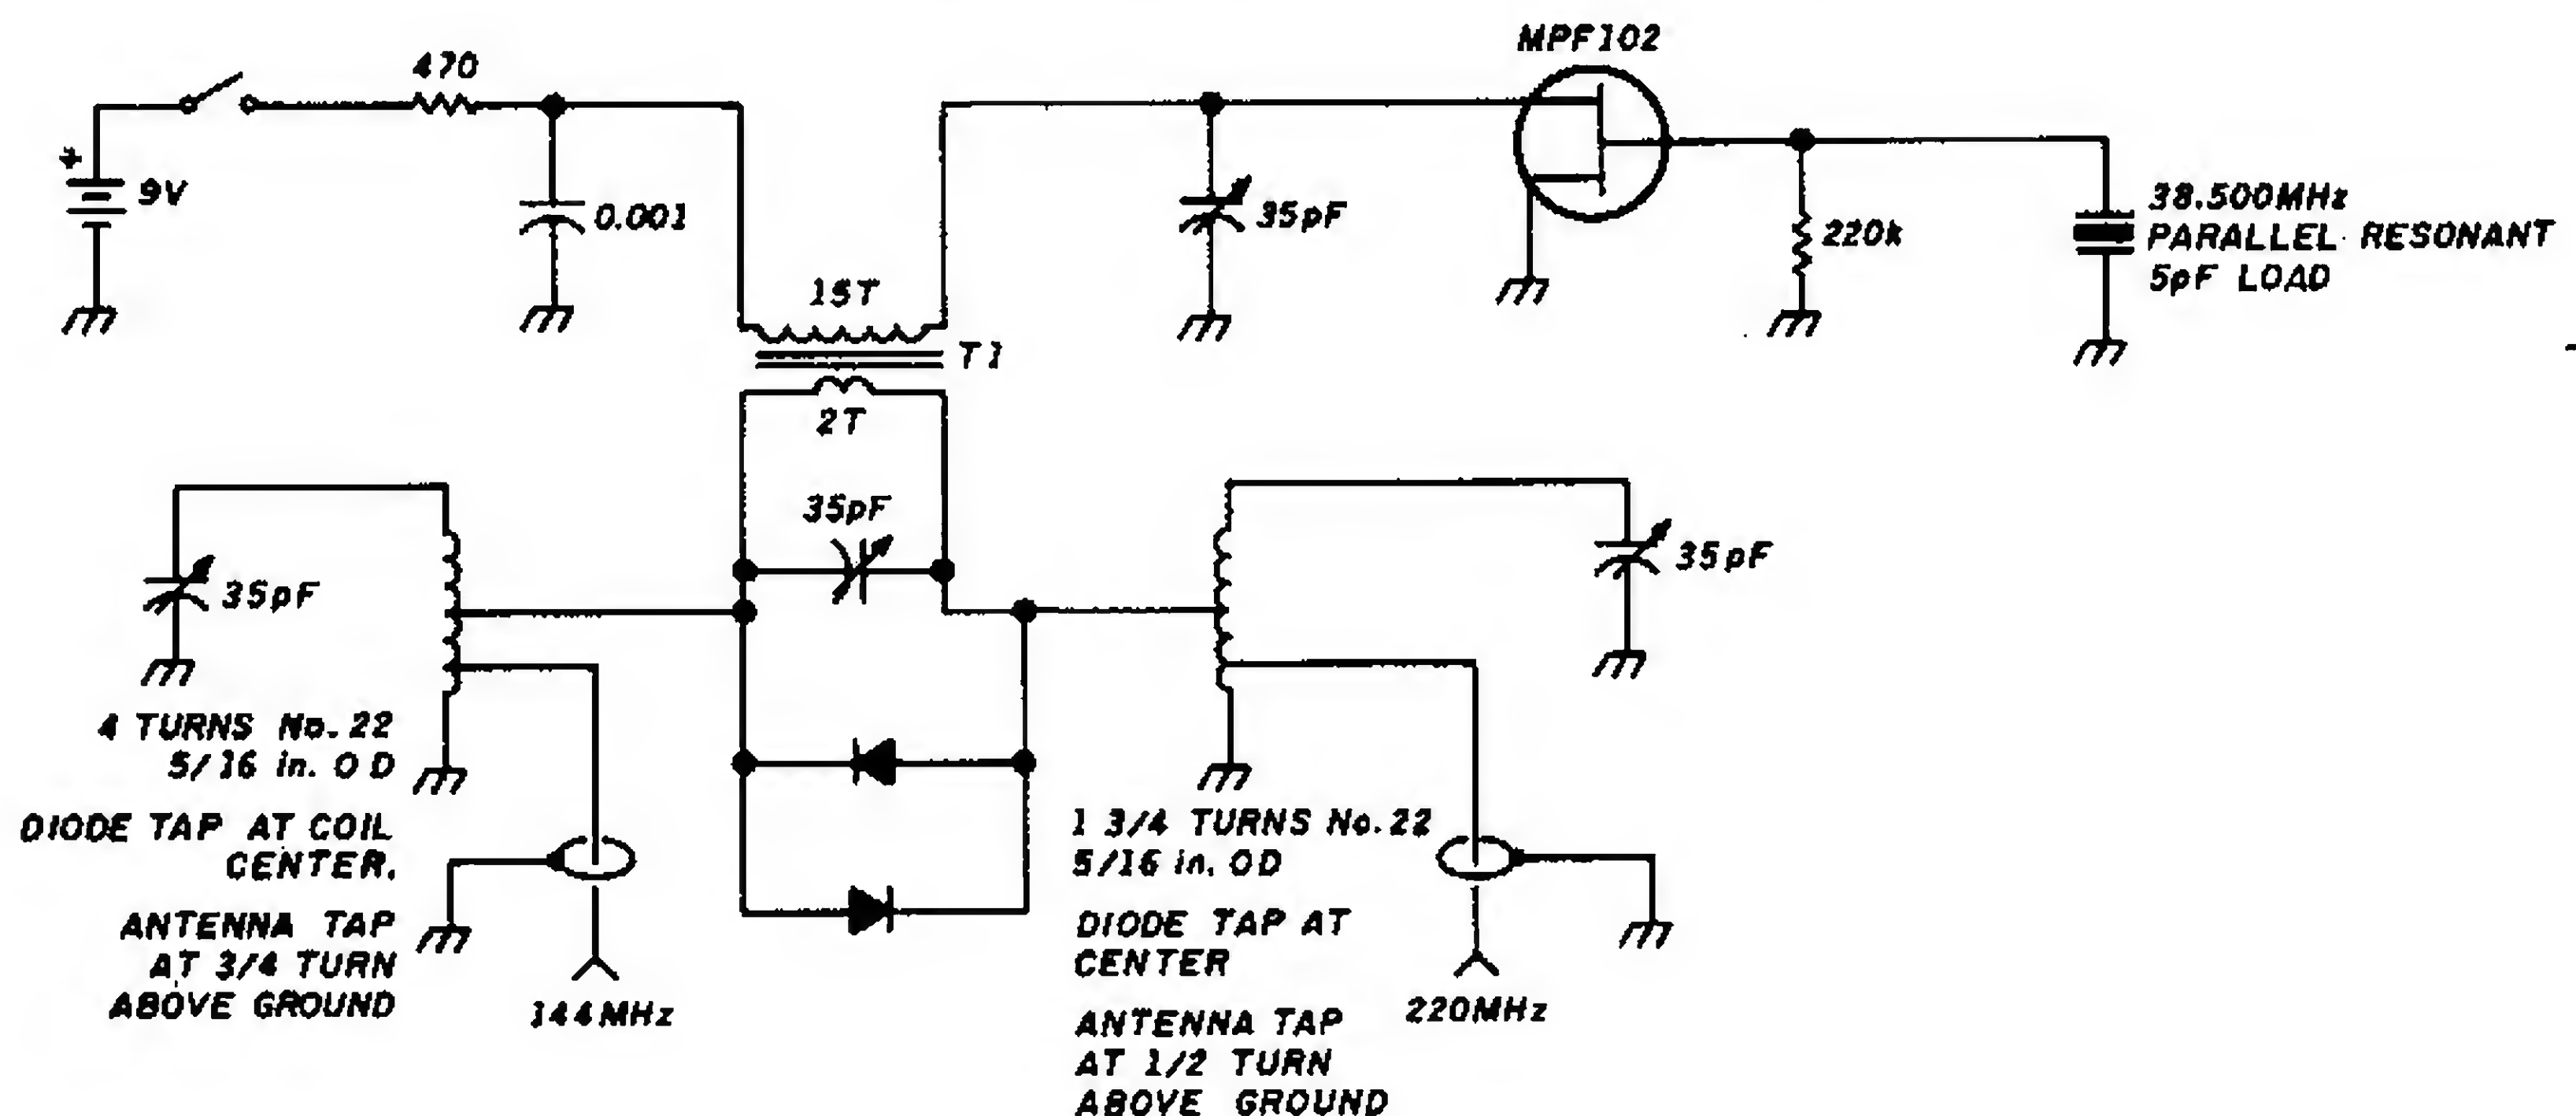 MPF102
470
+
9V
0.001
35pF
220k
38.500MHz
PARALLEL RESONANT
5pF LOAD
15T
T1
2T
35pF
35pF
35pF
4 TURNS No. 22
5/16 in. OD
DIODE TAP AT COIL
CENTER.
ANTENNA TAP
AT 3/4 TURN
ABOVE GROUND
144MHz
1 3/4 TURNS No. 22
5/16 in. OD
DIODE TAP AT
CENTER
ANTENNA TAP
AT 1/2 TURN
ABOVE GROUND
220MHz